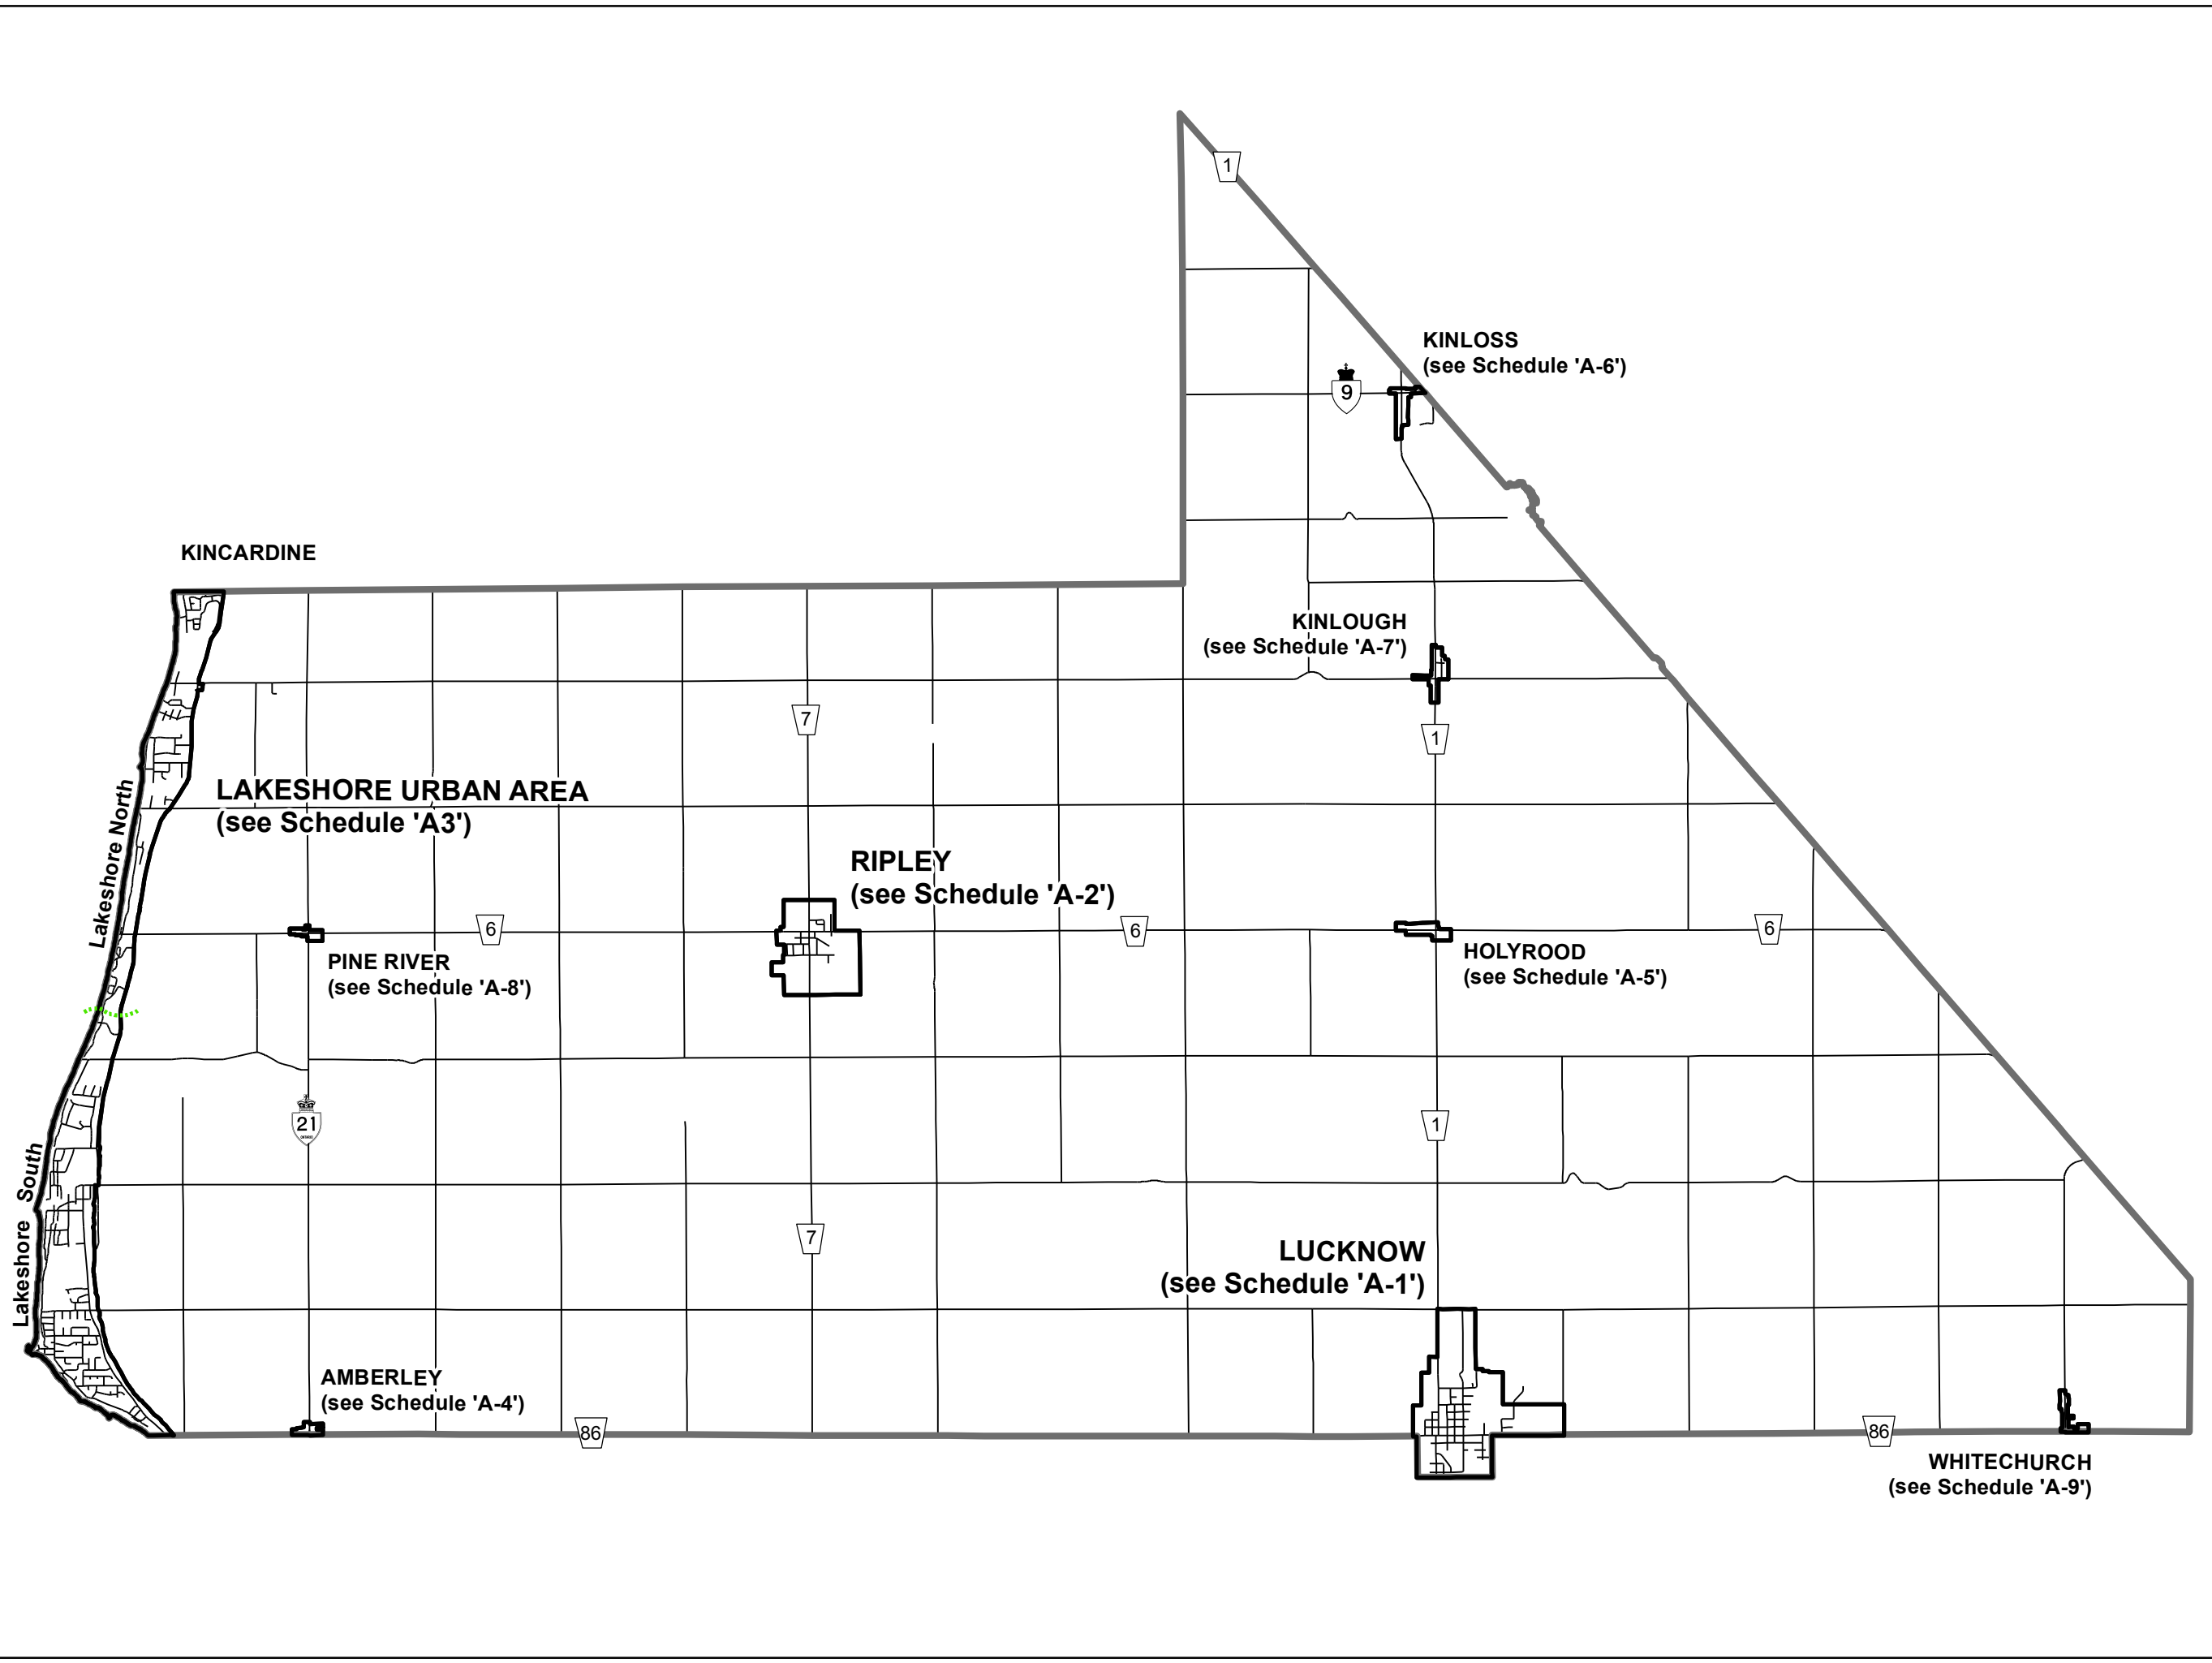 1
KINLOSS
(see Schedule 'A-6')
9
KINCARDINE
KINLOUGH
(see Schedule 'A-7')
7
1
LAKESHORE URBAN AREA
(see Schedule 'A3')
Lakeshore North
RIPLEY
(see Schedule 'A-2')
6
6
6
PINE RIVER
(see Schedule 'A-8')
HOLYROOD
(see Schedule 'A-5')
21
1
Lakeshore South
7
LUCKNOW
(see Schedule 'A-1')
AMBERLEY
(see Schedule 'A-4')
86
86
WHITECHURCH
(see Schedule 'A-9')